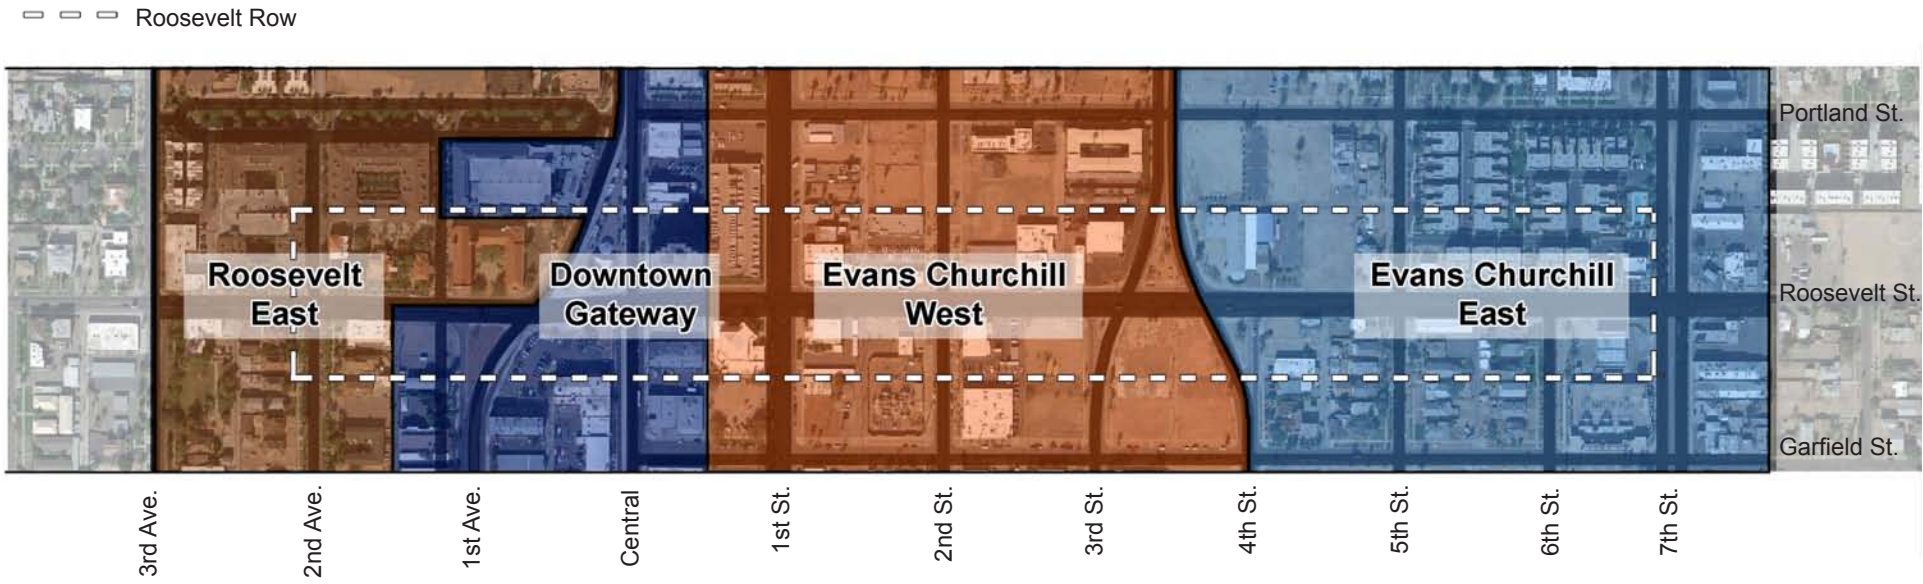 Roosevelt Row
Portland St.
Roosevelt
East
Downtown
Gateway
Evans Churchill
West
Evans Churchill
East
Roosevelt St.
Garfield St.
3rd Ave.
2nd Ave.
1st Ave.
Central
1st St.
2nd St.
3rd St.
4th St.
5th St.
6th St.
7th St.